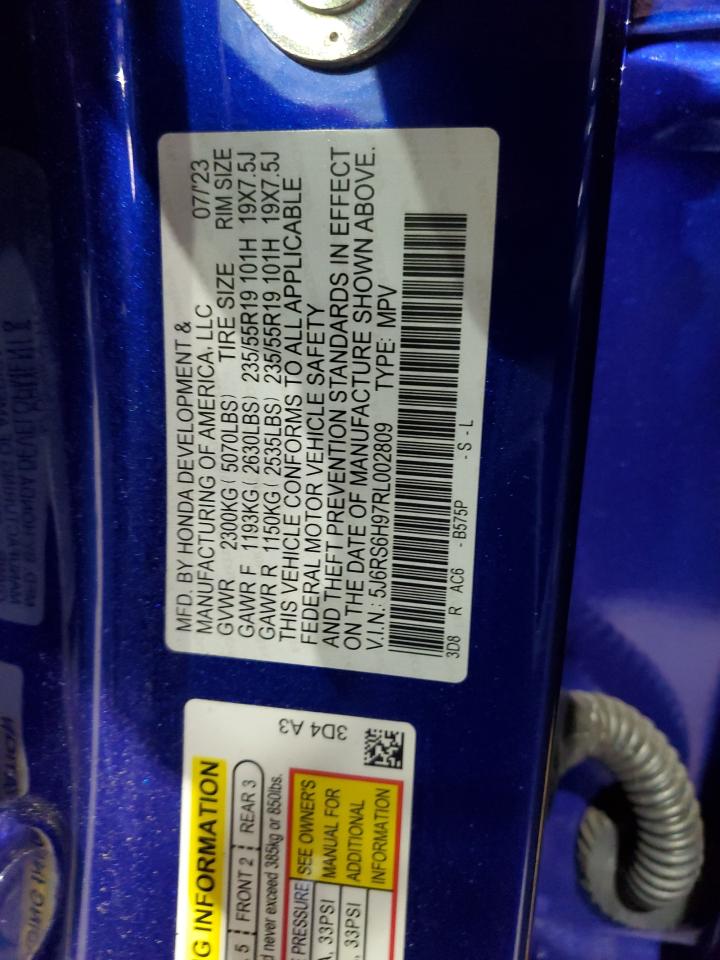 MFD. BY HONDA DEVELOPMENT &
MANUFACTURING OF AMERICA, LLC 07/'23
GVWR 2300KG ( 5070LBS) TIRE SIZE RIM SIZE
GAWR F 1193KG ( 2630LBS) 235/55R19 101H 19X7.5J
GAWR R 1150KG ( 2535LBS) 235/55R19 101H 19X7.5J
THIS VEHICLE CONFORMS TO ALL APPLICABLE
FEDERAL MOTOR VEHICLE SAFETY
AND THEFT PREVENTION STANDARDS IN EFFECT
ON THE DATE OF MANUFACTURE SHOWN ABOVE.
V.I.N.: 5J6RS6H97RL002809 TYPE: MPV
3D8 R AC6 - B575P - S - L
3D4 A3
G INFORMATION
5 FRONT 2 REAR 3
d never exceed 385kg or 850lbs.
PRESSURE SEE OWNER'S
, 33PSI MANUAL FOR
, 33PSI ADDITIONAL
INFORMATION